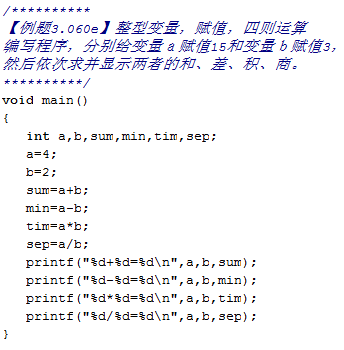 /**********
【例题3.060e】整型变量，赋值，四则运算
编写程序，分别给变量a赋值15和变量b赋值3，
然后依次求并显示两者的和、差、积、商。
**********/
void main()
{
int a,b,sum,min,tim,sep;
a=4;
b=2;
sum=a+b;
min=a-b;
tim=a*b;
sep=a/b;
printf("%d+%d=%d\n",a,b,sum);
printf("%d-%d=%d\n",a,b,min);
printf("%d*%d=%d\n",a,b,tim);
printf("%d/%d=%d\n",a,b,sep);
}